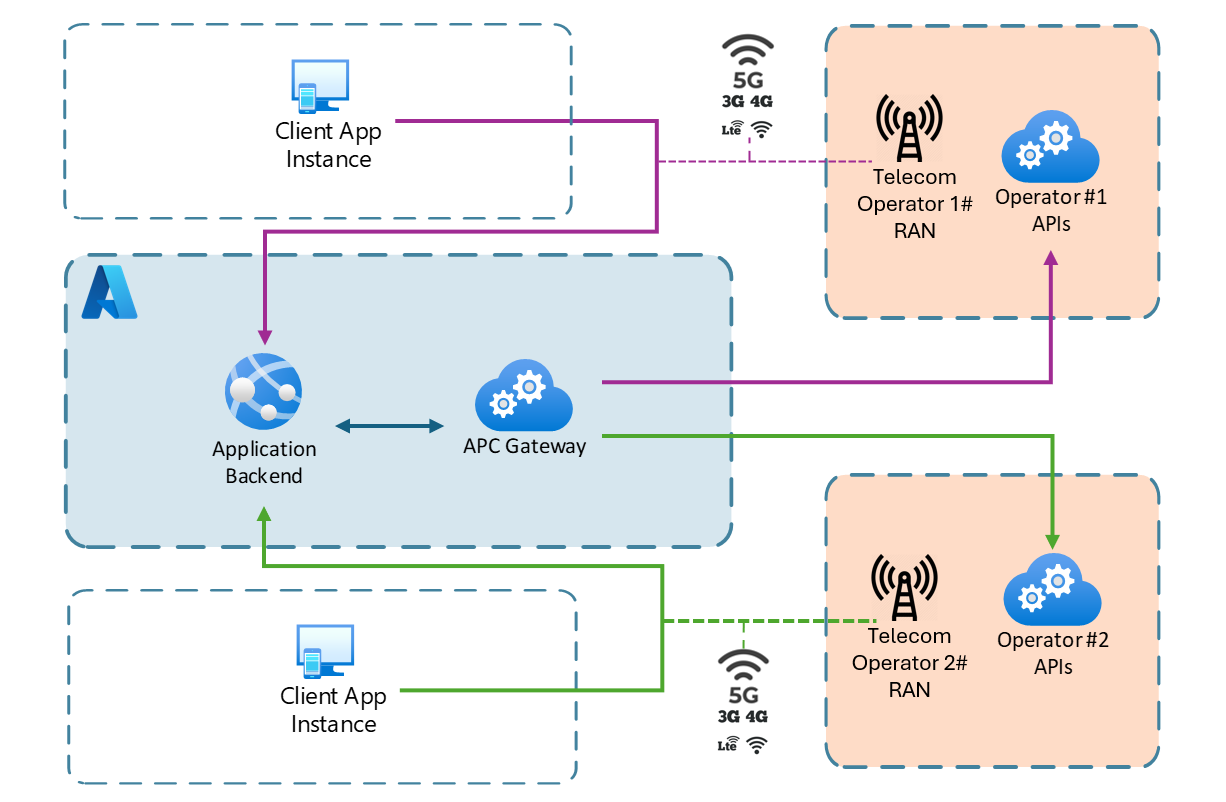 Client App
Instance
5G
3G 4G
Lte
Telecom
Operator 1#
RAN
Operator #1
APIs
Application
Backend
APC Gateway
Client App
Instance
5G
3G 4G
Lte
Telecom
Operator 2#
RAN
Operator #2
APIs